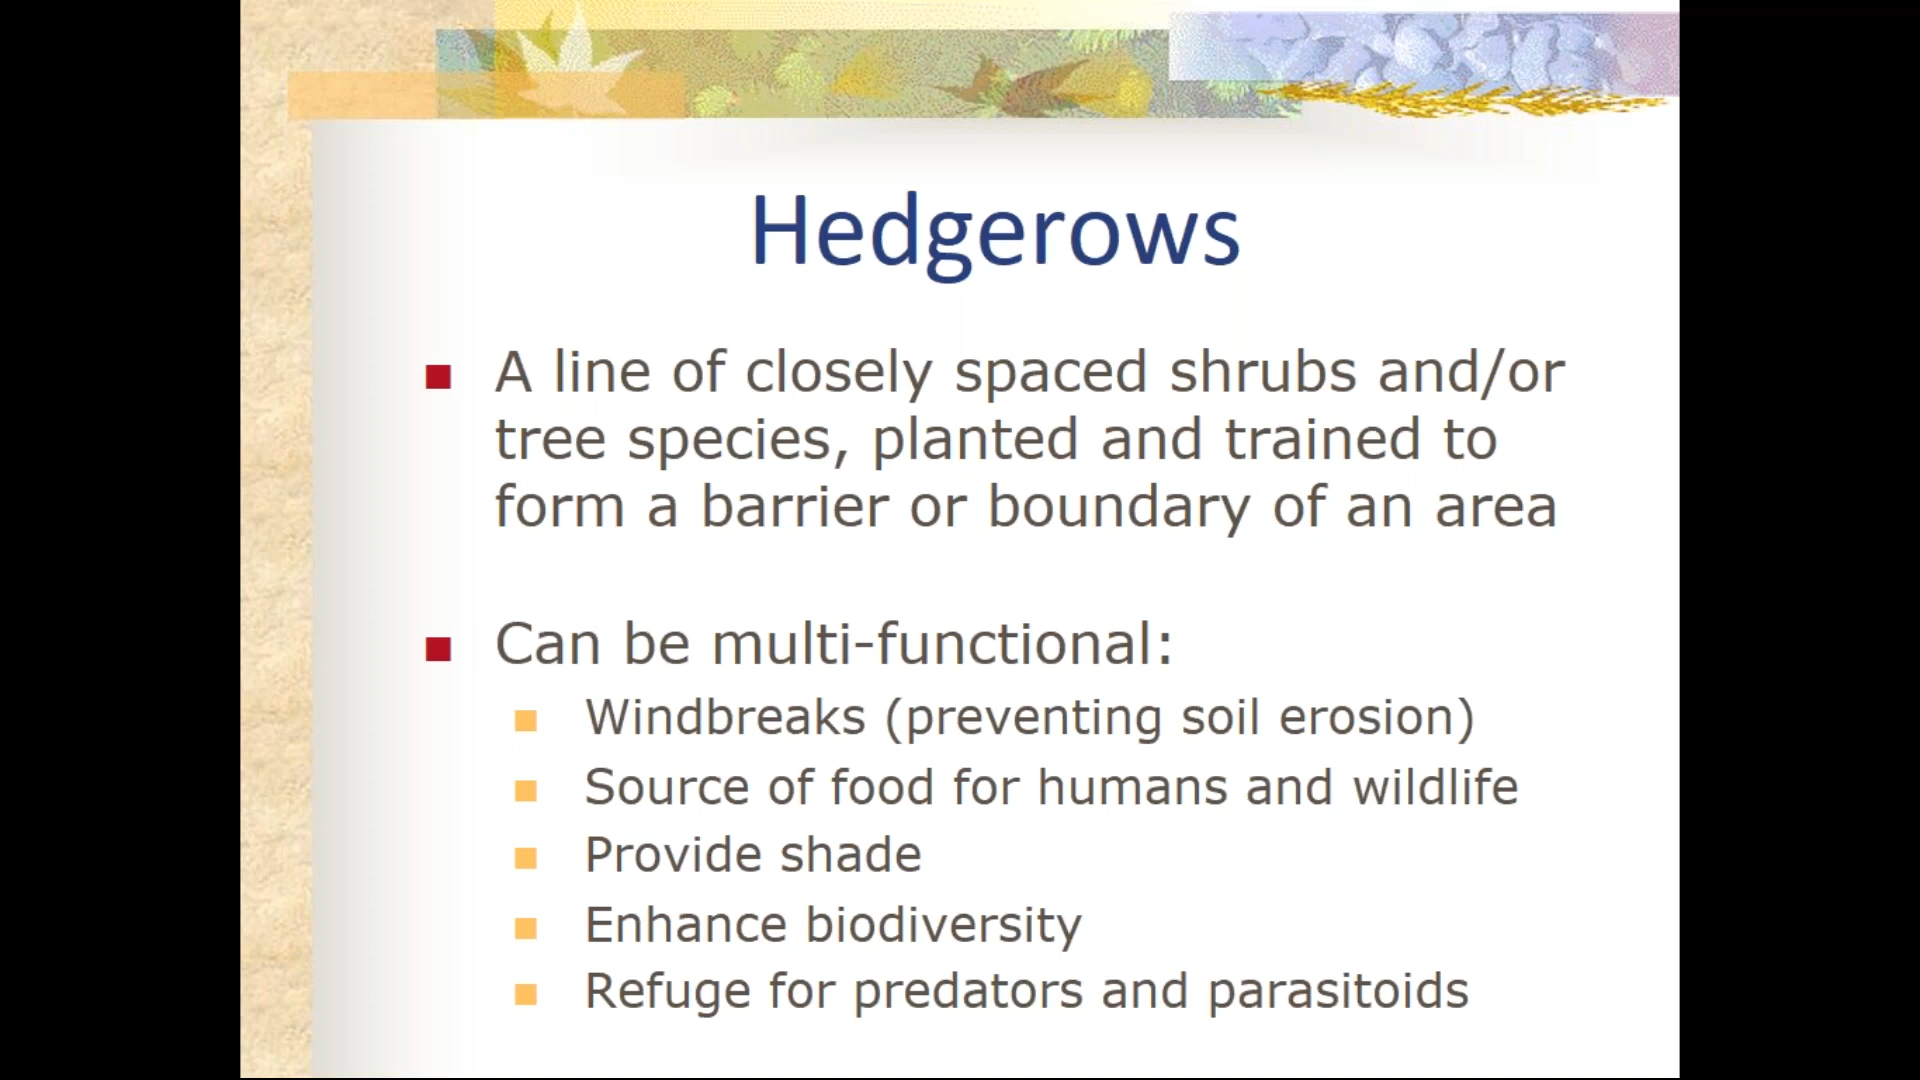 Hedgerows
A line of closely spaced shrubs and/or
tree species, planted and trained to
form a barrier or boundary of an area
Can be multi-functional:
Windbreaks (preventing soil erosion)
Source of food for humans and wildlife
Provide shade
Enhance biodiversity
Refuge for predators and parasitoids